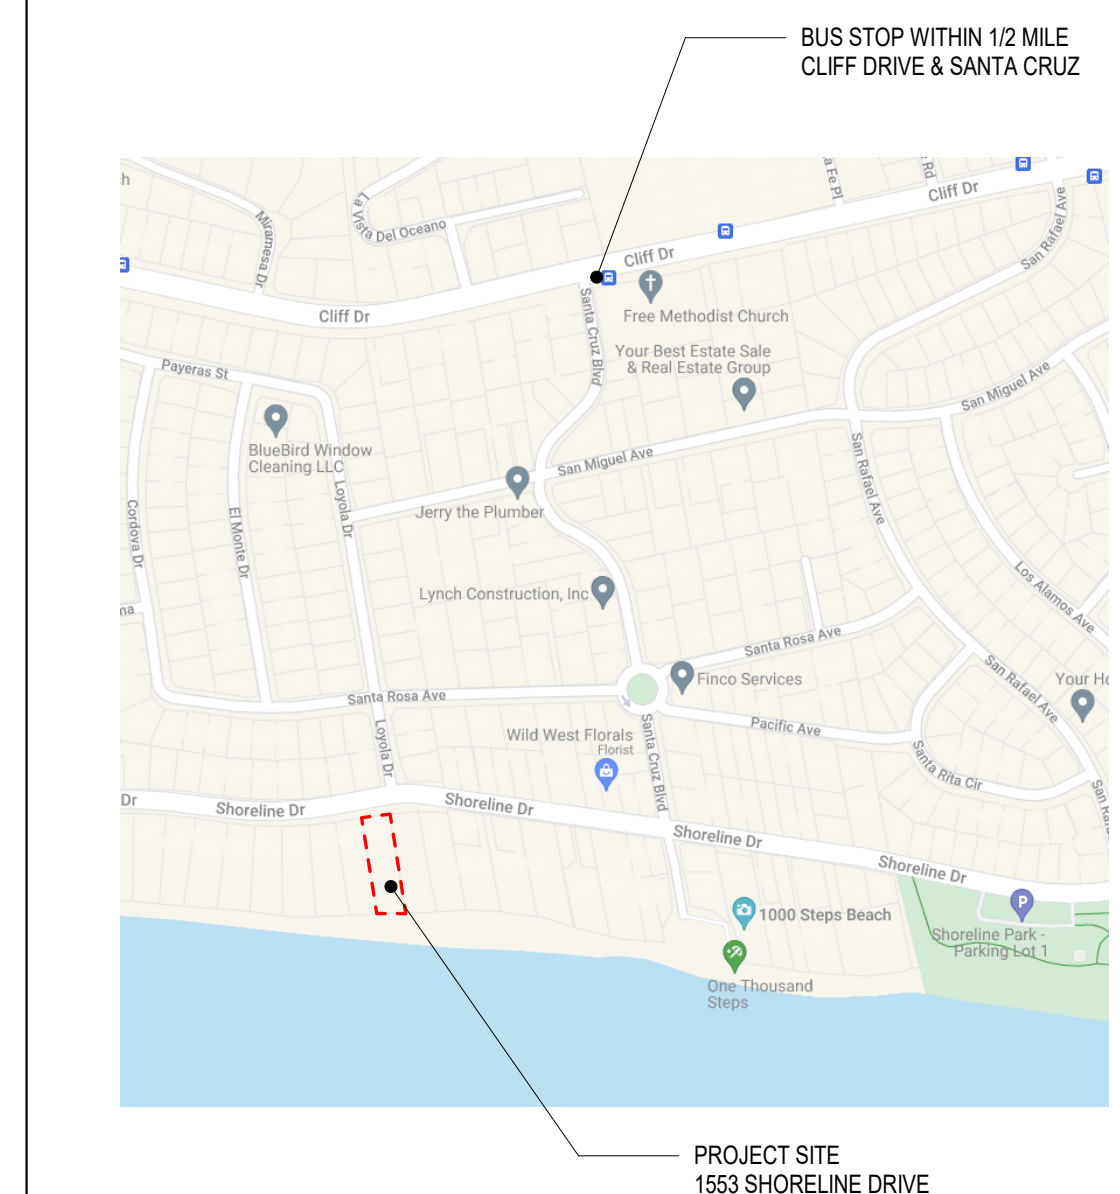 BUS STOP WITHIN 1/2 MILE
CLIFF DRIVE & SANTA CRUZ
Cliff Dr
San Rafael Ave
Miramesa Dr
La Vista Del Oceano
Cliff Dr
Free Methodist Church
Cliff Dr
Santa Cruz Blvd
Your Best Estate Sale
& Real Estate Group
Payeras St
San Miguel Ave
BlueBird Window
Cleaning LLC
San Miguel Ave
San Rafael Ave
Jerry the Plumber
Loyola Dr
Cordova Dr
El Monte Dr
Lynch Construction, Inc
Los Alamos Ave
Santa Rosa Ave
Finco Services
San Rafael Ave
Santa Rosa Ave
Pacific Ave
Wild West Florals
Florist
Loyola Dr
Santa Cruz Blvd
Santa Rita Cir
Dr
Shoreline Dr
Shoreline Dr
Shoreline Dr
Shoreline Dr
P
1000 Steps Beach
Shoreline Park -
Parking Lot 1
One Thousand
Steps
PROJECT SITE
1553 SHORELINE DRIVE